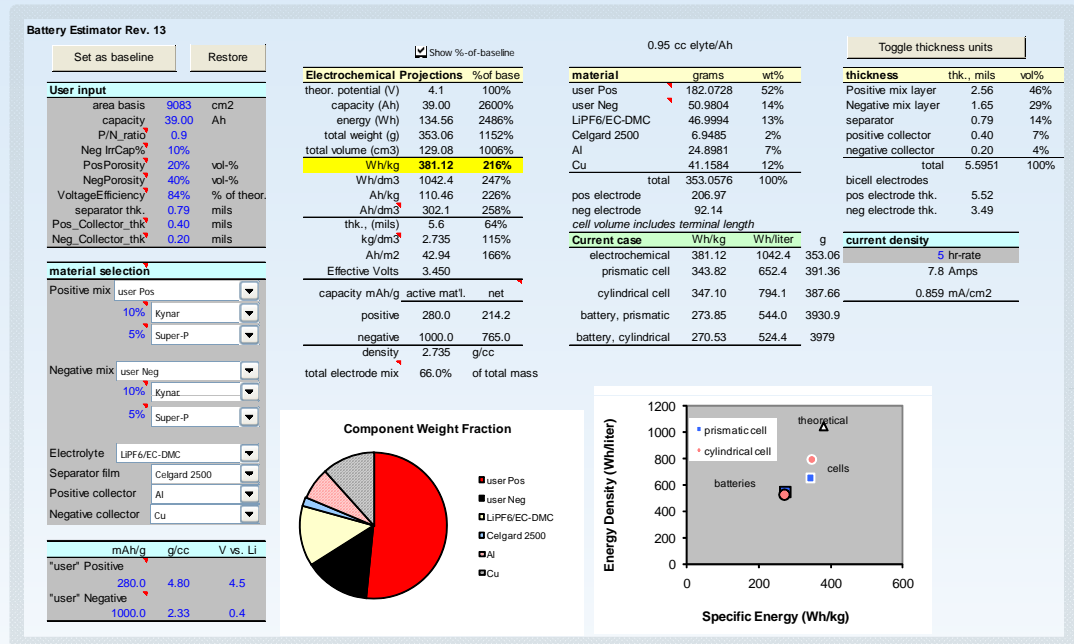 Battery Estimator Rev. 13
Set as baseline
Restore
User input
area basis 9083 cm2
capacity 39.00 Ah
P/N_ratio 0.9
Neg IrrCap% 10%
PosPorosity 20% vol-%
NegPorosity 40% vol-%
VoltageEfficiency 84% % of theor.
separator thk. 0.79 mils
Pos_Collector_thk 0.40 mils
Neg_Collector_thk 0.20 mils
material selection
Positive mix user Pos
10% Kynar
5% Super-P
Negative mix user Neg
10% Kynar
5% Super-P
Electrolyte LiPF6/EC-DMC
Separator film Celgard 2500
Positive collector Al
Negative collector Cu
mAh/g g/cc V vs. Li
"user" Positive
280.0 4.80 4.5
"user" Negative
1000.0 2.33 0.4
Show %-of-baseline
Electrochemical Projections %of base
theor. potential (V) 4.1 100%
capacity (Ah) 39.00 2600%
energy (Wh) 134.56 2486%
total weight (g) 353.06 1152%
total volume (cm3) 129.08 1006%
Wh/kg 381.12 216%
Wh/dm3 1042.4 247%
Ah/kg 110.46 226%
Ah/dm3 302.1 258%
thk., (mils) 5.6 64%
kg/dm3 2.735 115%
Ah/m2 42.94 166%
Effective Volts 3.450
capacity mAh/g active mat'l. net
positive 280.0 214.2
negative 1000.0 765.0
density 2.735 g/cc
total electrode mix 66.0% of total mass
0.95 cc elyte/Ah
material grams wt%
user Pos 182.0728 52%
user Neg 50.9804 14%
LiPF6/EC-DMC 46.9994 13%
Celgard 2500 6.9485 2%
Al 24.8981 7%
Cu 41.1584 12%
total 353.0576 100%
pos electrode 206.97
neg electrode 92.14
cell volume includes terminal length
Current case Wh/kg Wh/liter g
electrochemical 381.12 1042.4 353.06
prismatic cell 343.82 652.4 391.36
cylindrical cell 347.10 794.1 387.66
battery, prismatic 273.85 544.0 3930.9
battery, cylindrical 270.53 524.4 3979
Toggle thickness units
thickness thk., mils vol%
Positive mix layer 2.56 46%
Negative mix layer 1.65 29%
separator 0.79 14%
positive collector 0.40 7%
negative collector 0.20 4%
total 5.5951 100%
bicell electrodes
pos electrode thk. 5.52
neg electrode thk. 3.49
current density
5 hr-rate
7.8 Amps
0.859 mA/cm2
Component Weight Fraction
user Pos
user Neg
LiPF6/EC-DMC
Celgard 2500
Al
Cu
Energy Density (Wh/liter)
1200
1000
800
600
400
200
0
prismatic cell
cylindrical cell
theoretical
cells
batteries
0 200 400 600
Specific Energy (Wh/kg)